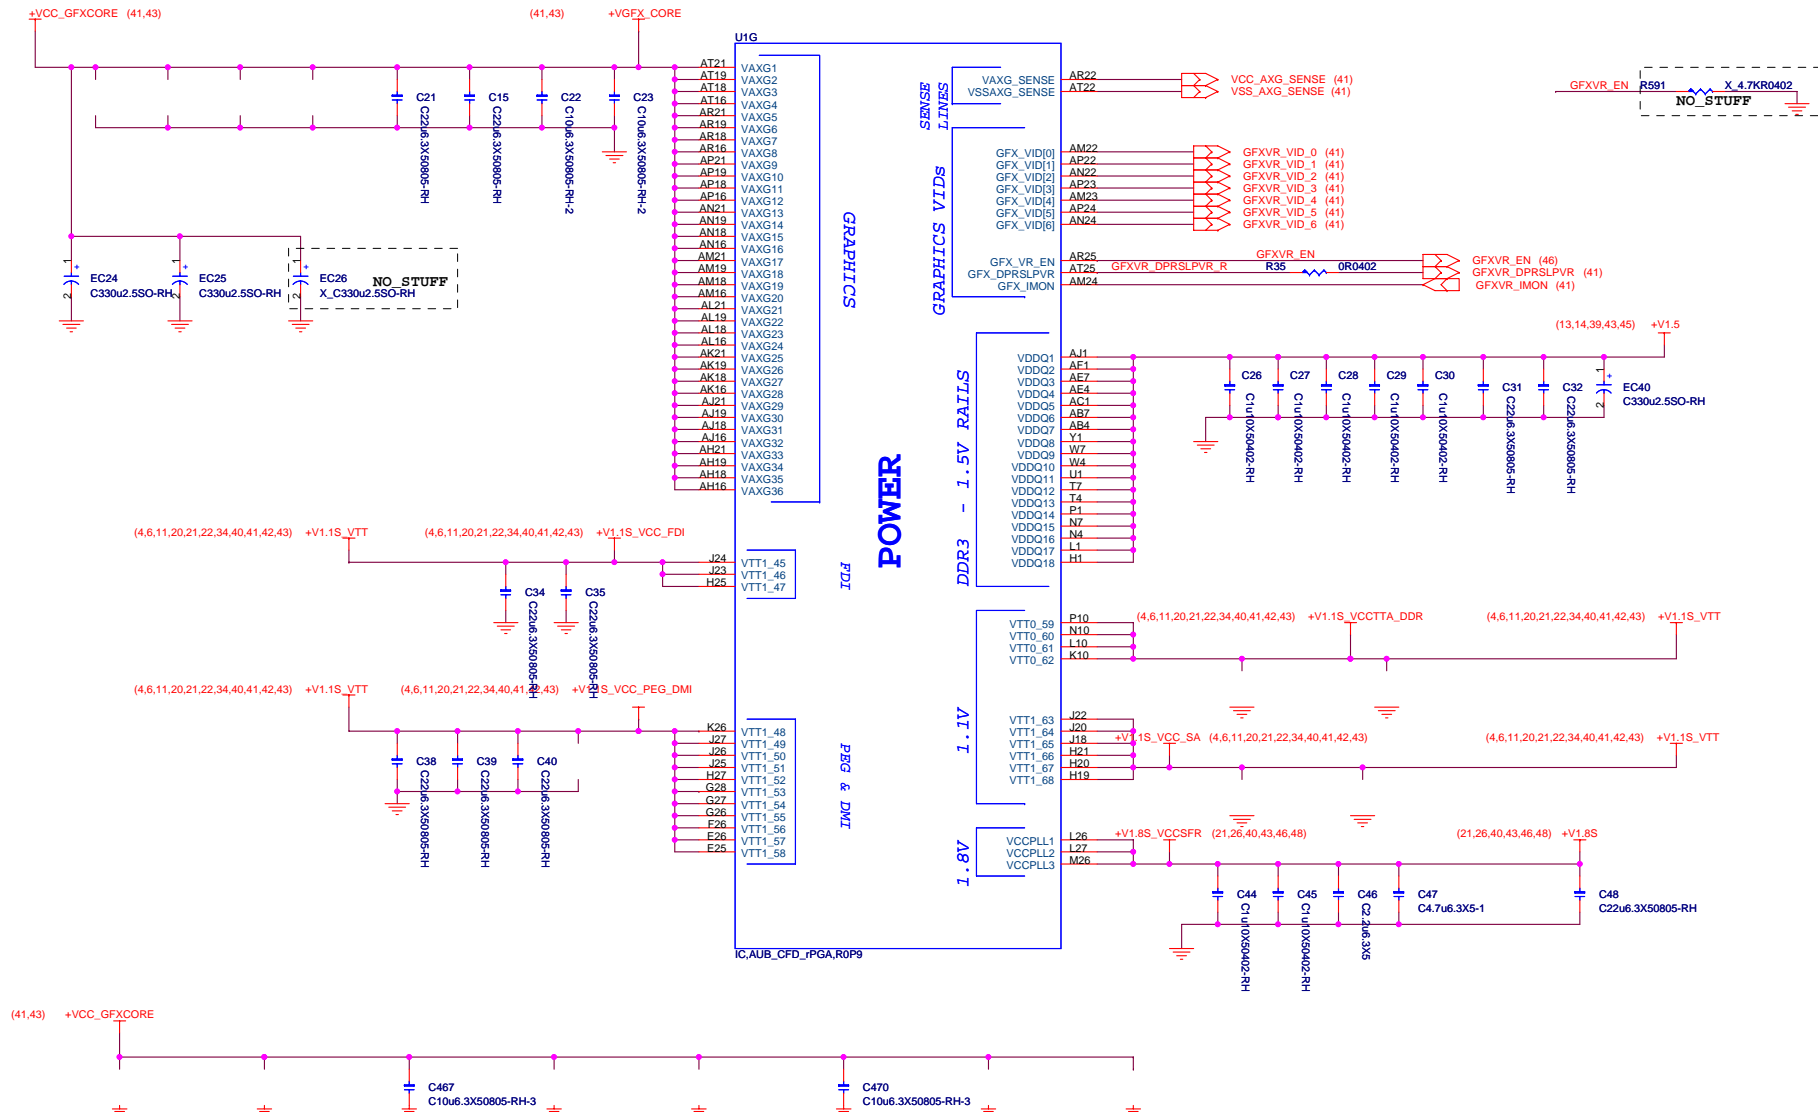 +VCC_GFXCORE (41,43)
(41,43) +VGFX_CORE
U1G
AT21 VAXG1
AT19 VAXG2
AT18 VAXG3
AT16 VAXG4
AR21 VAXG5
AR19 VAXG6
AR18 VAXG7
AR16 VAXG8
AP21 VAXG9
AP19 VAXG10
AP18 VAXG11
AP16 VAXG12
AN21 VAXG13
AN19 VAXG14
AN18 VAXG15
AN16 VAXG16
AM21 VAXG17
AM19 VAXG18
AM18 VAXG19
AM16 VAXG20
AL21 VAXG21
AL19 VAXG22
AL18 VAXG23
AL16 VAXG24
AK21 VAXG25
AK19 VAXG26
AK18 VAXG27
AK16 VAXG28
AJ21 VAXG29
AJ19 VAXG30
AJ18 VAXG31
AJ16 VAXG32
AH21 VAXG33
AH19 VAXG34
AH18 VAXG35
AH16 VAXG36
GRAPHICS
C21
C22u6.3X50805-RH
C15
C22u6.3X50805-RH
C22
C10u6.3X50805-RH-2
C23
C10u6.3X50805-RH-2
1
+
2
EC24
C330u2.5SO-RH
1
+
2
EC25
C330u2.5SO-RH
1
+
2
EC26
X_C330u2.5SO-RH
NO_STUFF
SENSE LINES
VAXG_SENSE AR22 VCC_AXG_SENSE (41)
VSSAXG_SENSE AT22 VSS_AXG_SENSE (41)
GFXVR_EN R591 X_4.7KR0402
NO_STUFF
GRAPHICS VIDs
GFX_VID[0] AM22 GFXVR_VID_0 (41)
GFX_VID[1] AP22 GFXVR_VID_1 (41)
GFX_VID[2] AN22 GFXVR_VID_2 (41)
GFX_VID[3] AP23 GFXVR_VID_3 (41)
GFX_VID[4] AM23 GFXVR_VID_4 (41)
GFX_VID[5] AP24 GFXVR_VID_5 (41)
GFX_VID[6] AN24 GFXVR_VID_6 (41)
GFX_VR_EN AR25 GFXVR_EN GFXVR_EN (46)
GFX_DPRSLPVR AT25 GFXVR_DPRSLPVR_R R35 0R0402 GFXVR_DPRSLPVR (41)
GFX_IMON AM24 GFXVR_IMON (41)
POWER
DDR3 - 1.5V RAILS
VDDQ1 AJ1
VDDQ2 AF1
VDDQ3 AE7
VDDQ4 AE4
VDDQ5 AC1
VDDQ6 AB7
VDDQ7 AB4
VDDQ8 Y1
VDDQ9 W7
VDDQ10 W4
VDDQ11 U1
VDDQ12 T7
VDDQ13 T4
VDDQ14 P1
VDDQ15 N7
VDDQ16 N4
VDDQ17 L1
VDDQ18 H1
(13,14,39,43,45) +V1.5
C26
C1u10X50402-RH
C27
C1u10X50402-RH
C28
C1u10X50402-RH
C29
C1u10X50402-RH
C30
C1u10X50402-RH
C31
C22u6.3X50805-RH
C32
C22u6.3X50805-RH
1
+
2
EC40
C330u2.5SO-RH
(4,6,11,20,21,22,34,40,41,42,43) +V1.1S_VTT
(4,6,11,20,21,22,34,40,41,42,43) +V1.1S_VCC_FDI
J24 VTT1_45
J23 VTT1_46
H25 VTT1_47
FDI
C34
C22u6.3X50805-RH
C35
C22u6.3X50805-RH
(4,6,11,20,21,22,34,40,41,42,43) +V1.1S_VTT
(4,6,11,20,21,22,34,40,41,42,43) +V1.1S_VCC_PEG_DMI
K26 VTT1_48
J27 VTT1_49
J26 VTT1_50
J25 VTT1_51
H27 VTT1_52
G28 VTT1_53
G27 VTT1_54
G26 VTT1_55
F26 VTT1_56
E26 VTT1_57
E25 VTT1_58
PEG & DMI
C38
C22u6.3X50805-RH
C39
C22u6.3X50805-RH
C40
C22u6.3X50805-RH
1.1V
VTT0_59 P10
VTT0_60 N10
VTT0_61 L10
VTT0_62 K10
(4,6,11,20,21,22,34,40,41,42,43) +V1.1S_VCCTTA_DDR
(4,6,11,20,21,22,34,40,41,42,43) +V1.1S_VTT
VTT1_63 J22
VTT1_64 J20
VTT1_65 J18
VTT1_66 H21
VTT1_67 H20
VTT1_68 H19
+V1.1S_VCC_SA (4,6,11,20,21,22,34,40,41,42,43)
(4,6,11,20,21,22,34,40,41,42,43) +V1.1S_VTT
1.8V
VCCPLL1 L26
VCCPLL2 L27
VCCPLL3 M26
+V1.8S_VCCSFR (21,26,40,43,46,48)
(21,26,40,43,46,48) +V1.8S
C44
C1u10X50402-RH
C45
C1u10X50402-RH
C46
C2.2u6.3X5
C47
C4.7u6.3X5-1
C48
C22u6.3X50805-RH
IC,AUB_CFD_rPGA,R0P9
(41,43) +VCC_GFXCORE
C467
C10u6.3X50805-RH-3
C470
C10u6.3X50805-RH-3